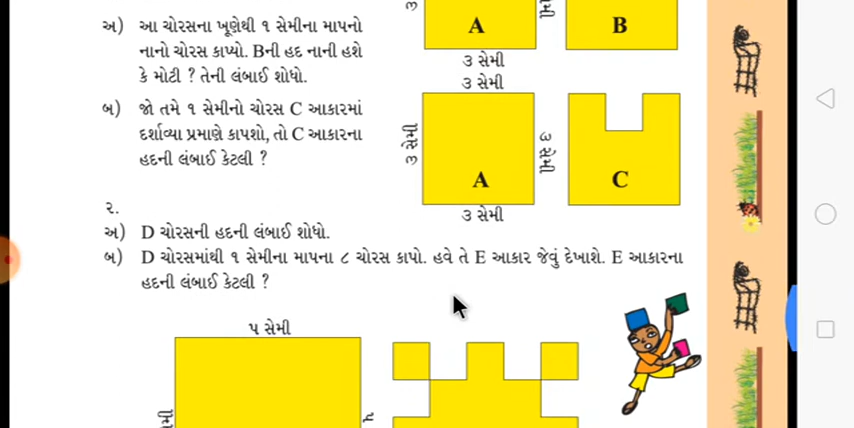 અ) આ ચોરસના ખૂણેથી ૧ સેમીના માપનો
નાનો ચોરસ કાપ્યો. Bની હદ નાની હશે
કે મોટી ? તેની લંબાઈ શોધો.
A
B
૩ સેમી
૩ સેમી
બ) જો તમે ૧ સેમીનો ચોરસ C આકારમાં
દર્શાવ્યા પ્રમાણે કાપશો, તો C આકારના
હદની લંબાઈ કેટલી ?
૩ સેમી
A
૩ સેમી
C
૩ સેમી
૨.
અ) D ચોરસની હદની લંબાઈ શોધો.
બ) D ચોરસમાંથી ૧ સેમીના માપના ૮ ચોરસ કાપો. હવે તે E આકાર જેવું દેખાશે. E આકારના
હદની લંબાઈ કેટલી ?
૫ સેમી